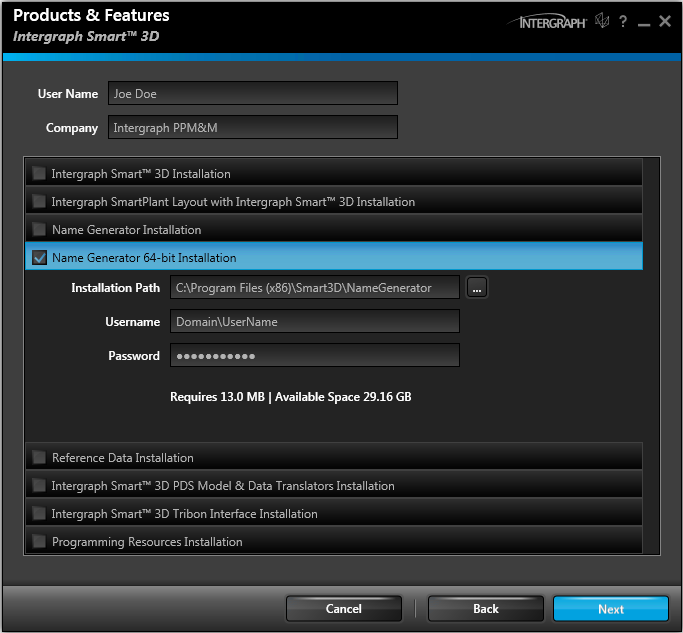 Products & Features
Intergraph Smart™ 3D
INTERGRAPH
?
User Name Joe Doe
Company Intergraph PPM&M
Intergraph Smart™ 3D Installation
Intergraph SmartPlant Layout with Intergraph Smart™ 3D Installation
Name Generator Installation
Name Generator 64-bit Installation
Installation Path C:\Program Files (x86)\Smart3D\NameGenerator ...
Username Domain\UserName
Password ●●●●●●●●●●●
Requires 13.0 MB | Available Space 29.16 GB
Reference Data Installation
Intergraph Smart™ 3D PDS Model & Data Translators Installation
Intergraph Smart™ 3D Tribon Interface Installation
Programming Resources Installation
Cancel Back Next